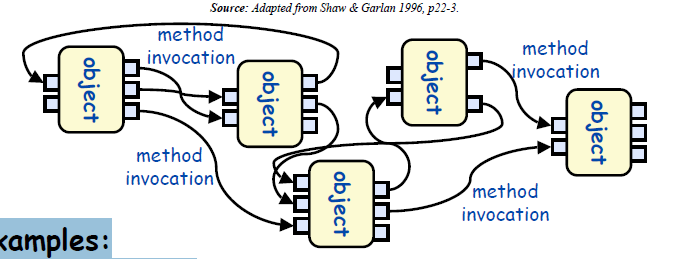 Source: Adapted from Shaw & Garlan 1996, p22-3.
method
invocation
method
invocation
object
object
object
object
method
invocation
object
method
invocation
xamples: